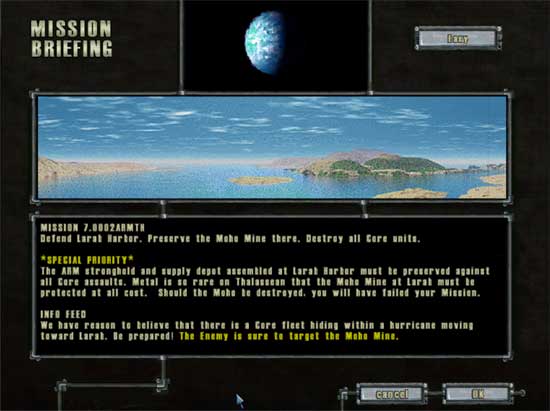 MISSION
BRIEFING
Easy
MISSION 7.0002ARMTH
Defend Larab Harbor. Preserve the Moho Mine there. Destroy all Core units.
*SPECIAL PRIORITY*
The ARM stronghold and supply depot assembled at Larab Harbor must be preserved against
all Core assaults. Metal is so rare on Thalassean that the Moho Mine at Larab must be
protected at all cost. Should the Moho be destroyed, you will have failed your Mission.
INFO FEED
We have reason to believe that there is a Core fleet hiding within a hurricane moving
toward Larab. Be prepared! The Enemy is sure to target the Moho Mine.
cancel
OK